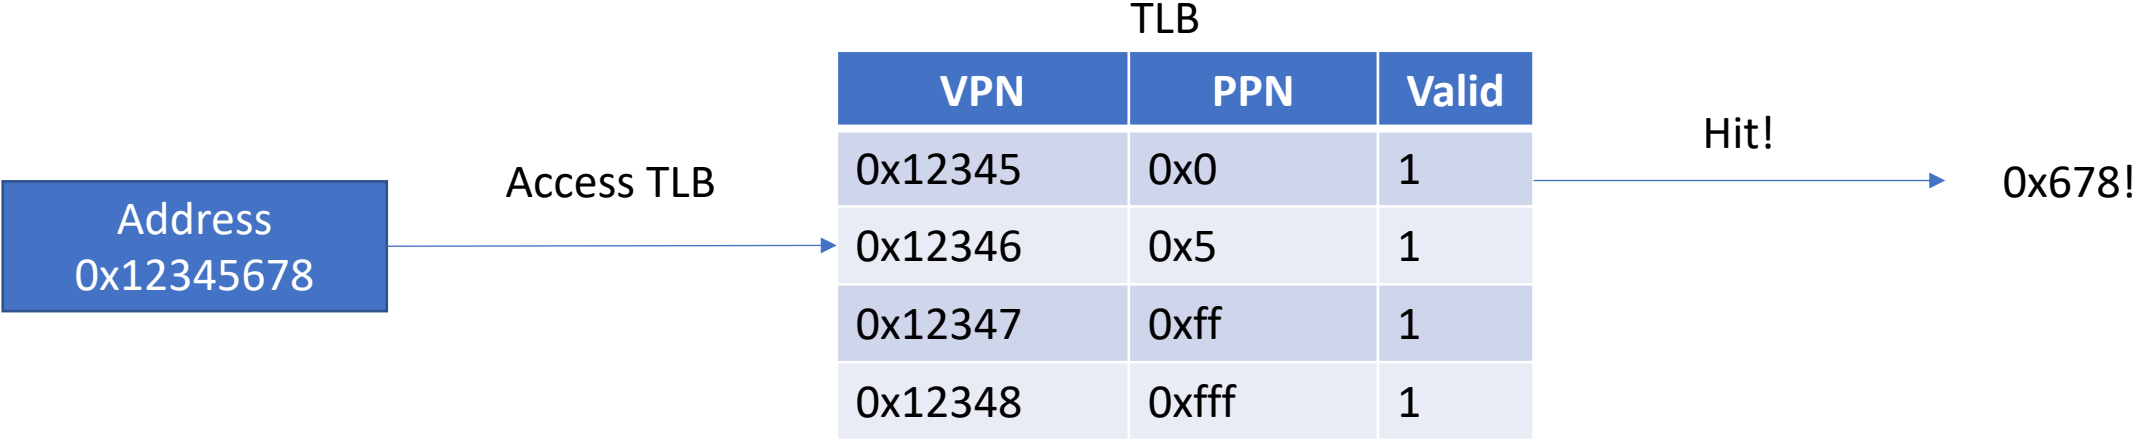 TLB
Address
0x12345678
Access TLB
VPN PPN Valid
0x12345 0x0 1
0x12346 0x5 1
0x12347 0xff 1
0x12348 0xfff 1
Hit!
0x678!